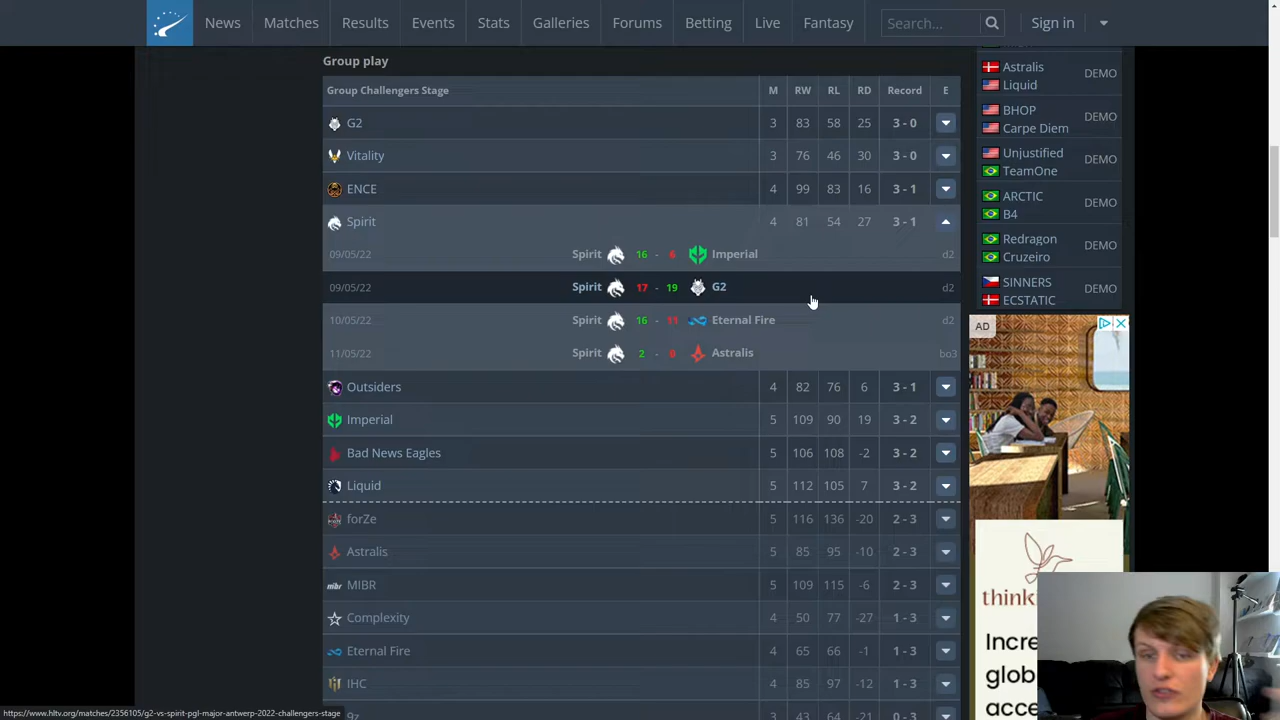 News Matches Results Events Stats Galleries Forums Betting Live Fantasy Search... Sign in
Group play
Group Challengers Stage M RW RL RD Record E
G2 3 83 58 25 3 - 0
Vitality 3 76 46 30 3 - 0
ENCE 4 99 83 16 3 - 1
Spirit 4 81 54 27 3 - 1
09/05/22 Spirit 16 - 6 Imperial d2
09/05/22 Spirit 17 - 19 G2 d2
10/05/22 Spirit 16 - 11 Eternal Fire d2
11/05/22 Spirit 2 - 0 Astralis bo3
Outsiders 4 82 76 6 3 - 1
Imperial 5 109 90 19 3 - 2
Bad News Eagles 5 106 108 -2 3 - 2
Liquid 5 112 105 7 3 - 2
forZe 5 116 136 -20 2 - 3
Astralis 5 85 95 -10 2 - 3
mibr MIBR 5 109 115 -6 2 - 3
Complexity 4 50 77 -27 1 - 3
Eternal Fire 4 65 66 -1 1 - 3
IHC 4 85 97 -12 1 - 3
Astralis DEMO
Liquid
BHOP DEMO
Carpe Diem
Unjustified DEMO
TeamOne
ARCTIC DEMO
B4
Redragon DEMO
Cruzeiro
SINNERS DEMO
ECSTATIC
AD
thinki
Incre
glob
acce
https://www.hltv.org/matches/2356105/g2-vs-spirit-pgl-major-antwerp-2022-challengers-stage